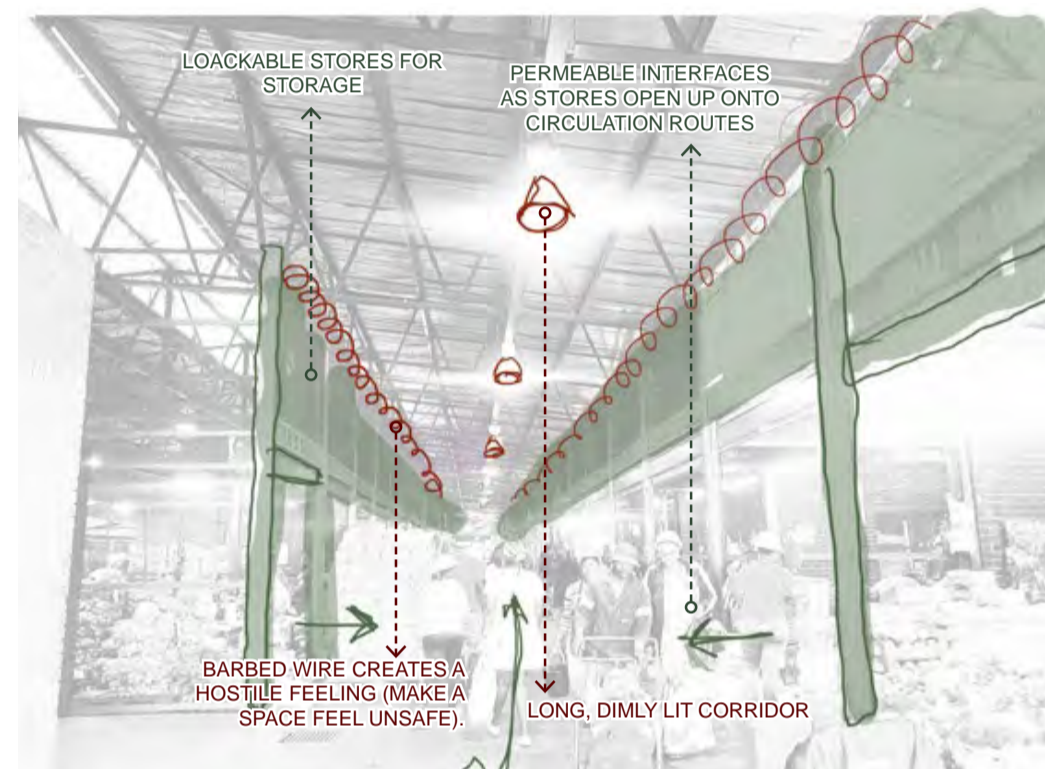 LOACKABLE STORES FOR
STORAGE
PERMEABLE INTERFACES
AS STORES OPEN UP ONTO
CIRCULATION ROUTES
BARBED WIRE CREATES A
HOSTILE FEELING (MAKE A
SPACE FEEL UNSAFE).
LONG, DIMLY LIT CORRIDOR